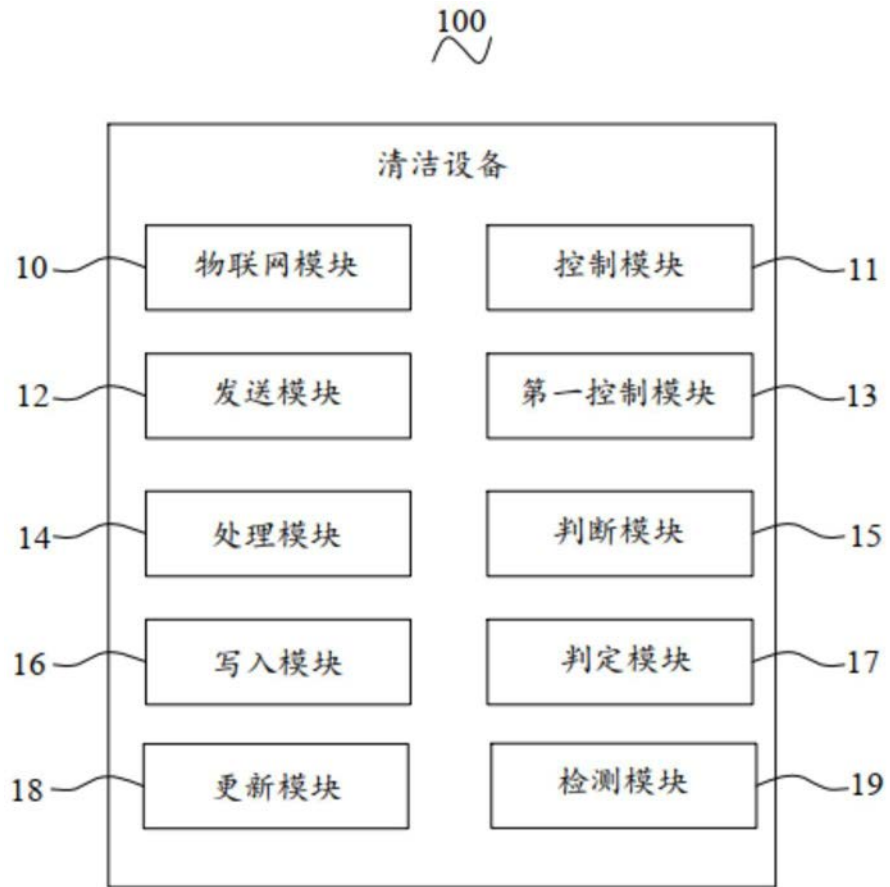 100
清洁设备
10 物联网模块 控制模块 11
12 发送模块 第一控制模块 13
14 处理模块 判断模块 15
16 写入模块 判定模块 17
18 更新模块 检测模块 19